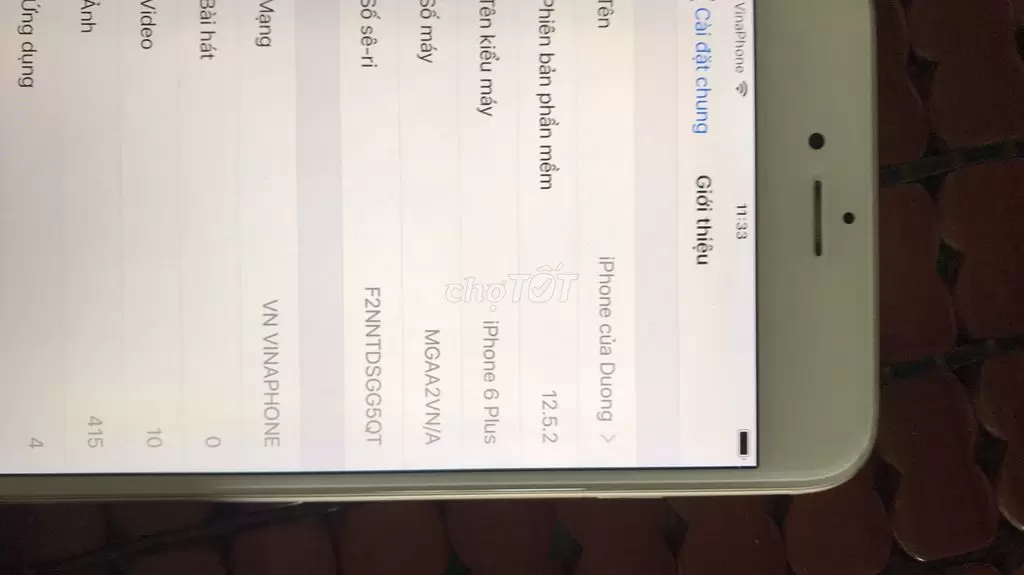 VinaPhone 11:33
Cài đặt chung Giới thiệu
Tên iPhone của Duong
Phiên bản phần mềm 12.5.2
Tên kiểu máy iPhone 6 Plus
Số máy MGAA2VN/A
Số sê-ri F2NNTDSGG5QT
Mạng VN VINAPHONE
Bài hát 0
Video 10
Ảnh 415
Ứng dụng 4
chợTỐT